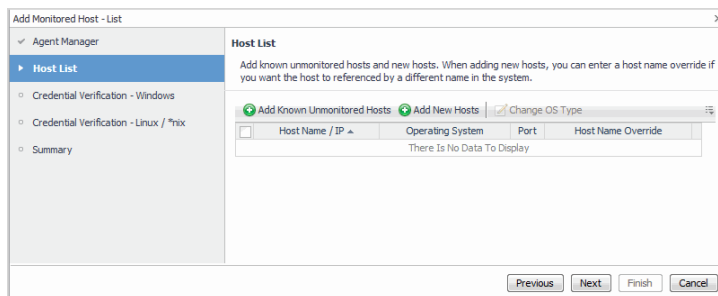 Add Monitored Host - List
Agent Manager
Host List
Credential Verification - Windows
Credential Verification - Linux / *nix
Summary
Host List
Add known unmonitored hosts and new hosts. When adding new hosts, you can enter a host name override if
you want the host to referenced by a different name in the system.
Add Known Unmonitored Hosts Add New Hosts Change OS Type
Host Name / IP Operating System Port Host Name Override
There Is No Data To Display
Previous Next Finish Cancel